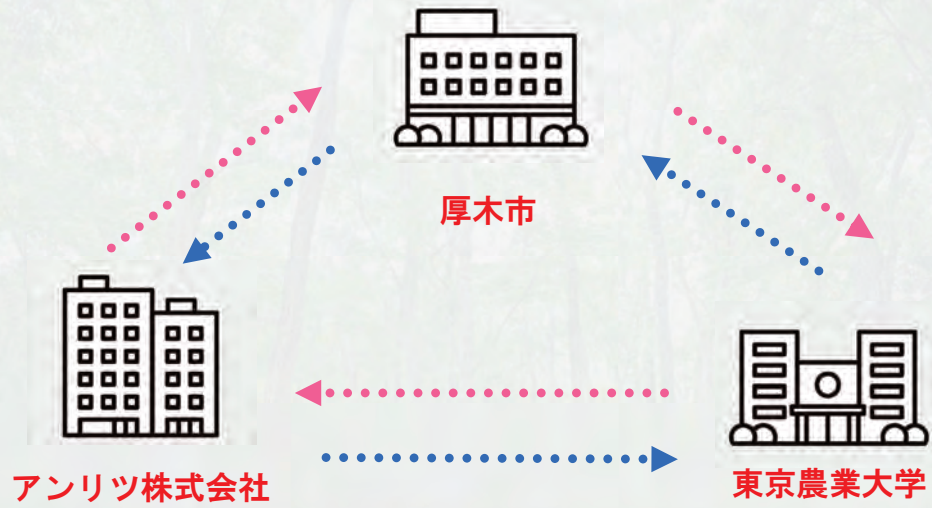 厚木市
アンリツ株式会社
東京農業大学